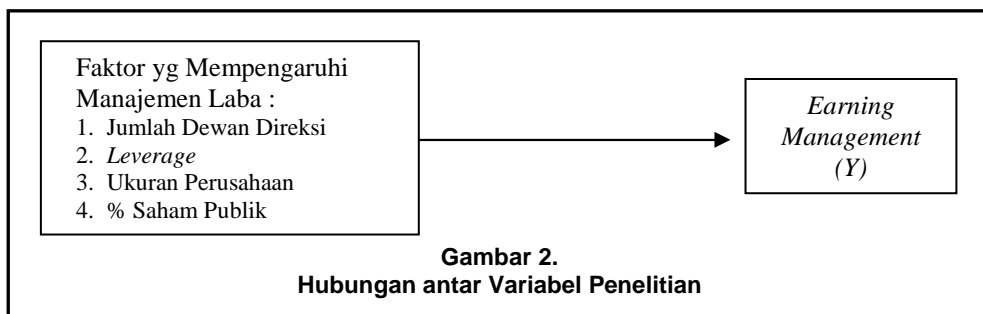 Faktor yg Mempengaruhi
Manajemen Laba :
1. Jumlah Dewan Direksi
2. Leverage
3. Ukuran Perusahaan
4. % Saham Publik
Earning
Management
(Y)
Gambar 2.
Hubungan antar Variabel Penelitian